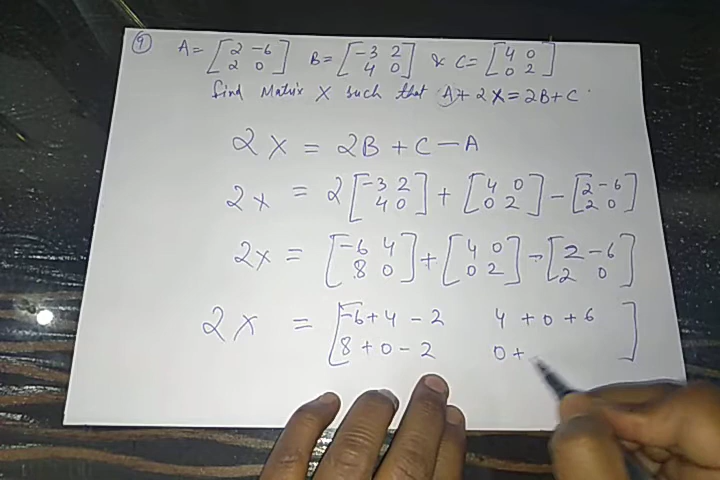 9 A = [2 -6 B = [-3 2 & C = [4 0
2 0] 4 0] 0 2]
find Matrix X such that A + 2X = 2B + C.
2X = 2B + C - A
2x = 2 [-3 2 + [4 0 - [2 -6
4 0] 0 2] 2 0]
2x = [-6 4 + [4 0 - [2 -6
8 0] 0 2] 2 0]
2X = [-6+4-2 4+0+6
8+0-2 0+]